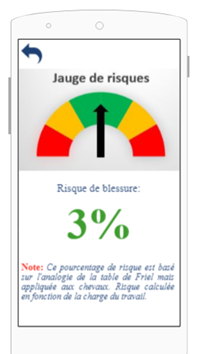 Jauge de risques
Risque de blessure:
3%
Note: Ce pourcentage de risque est basé
sur l'analogie de la table de Friel mais
appliquée aux chevaux. Risque calculée
en fonction de la charge du travail.